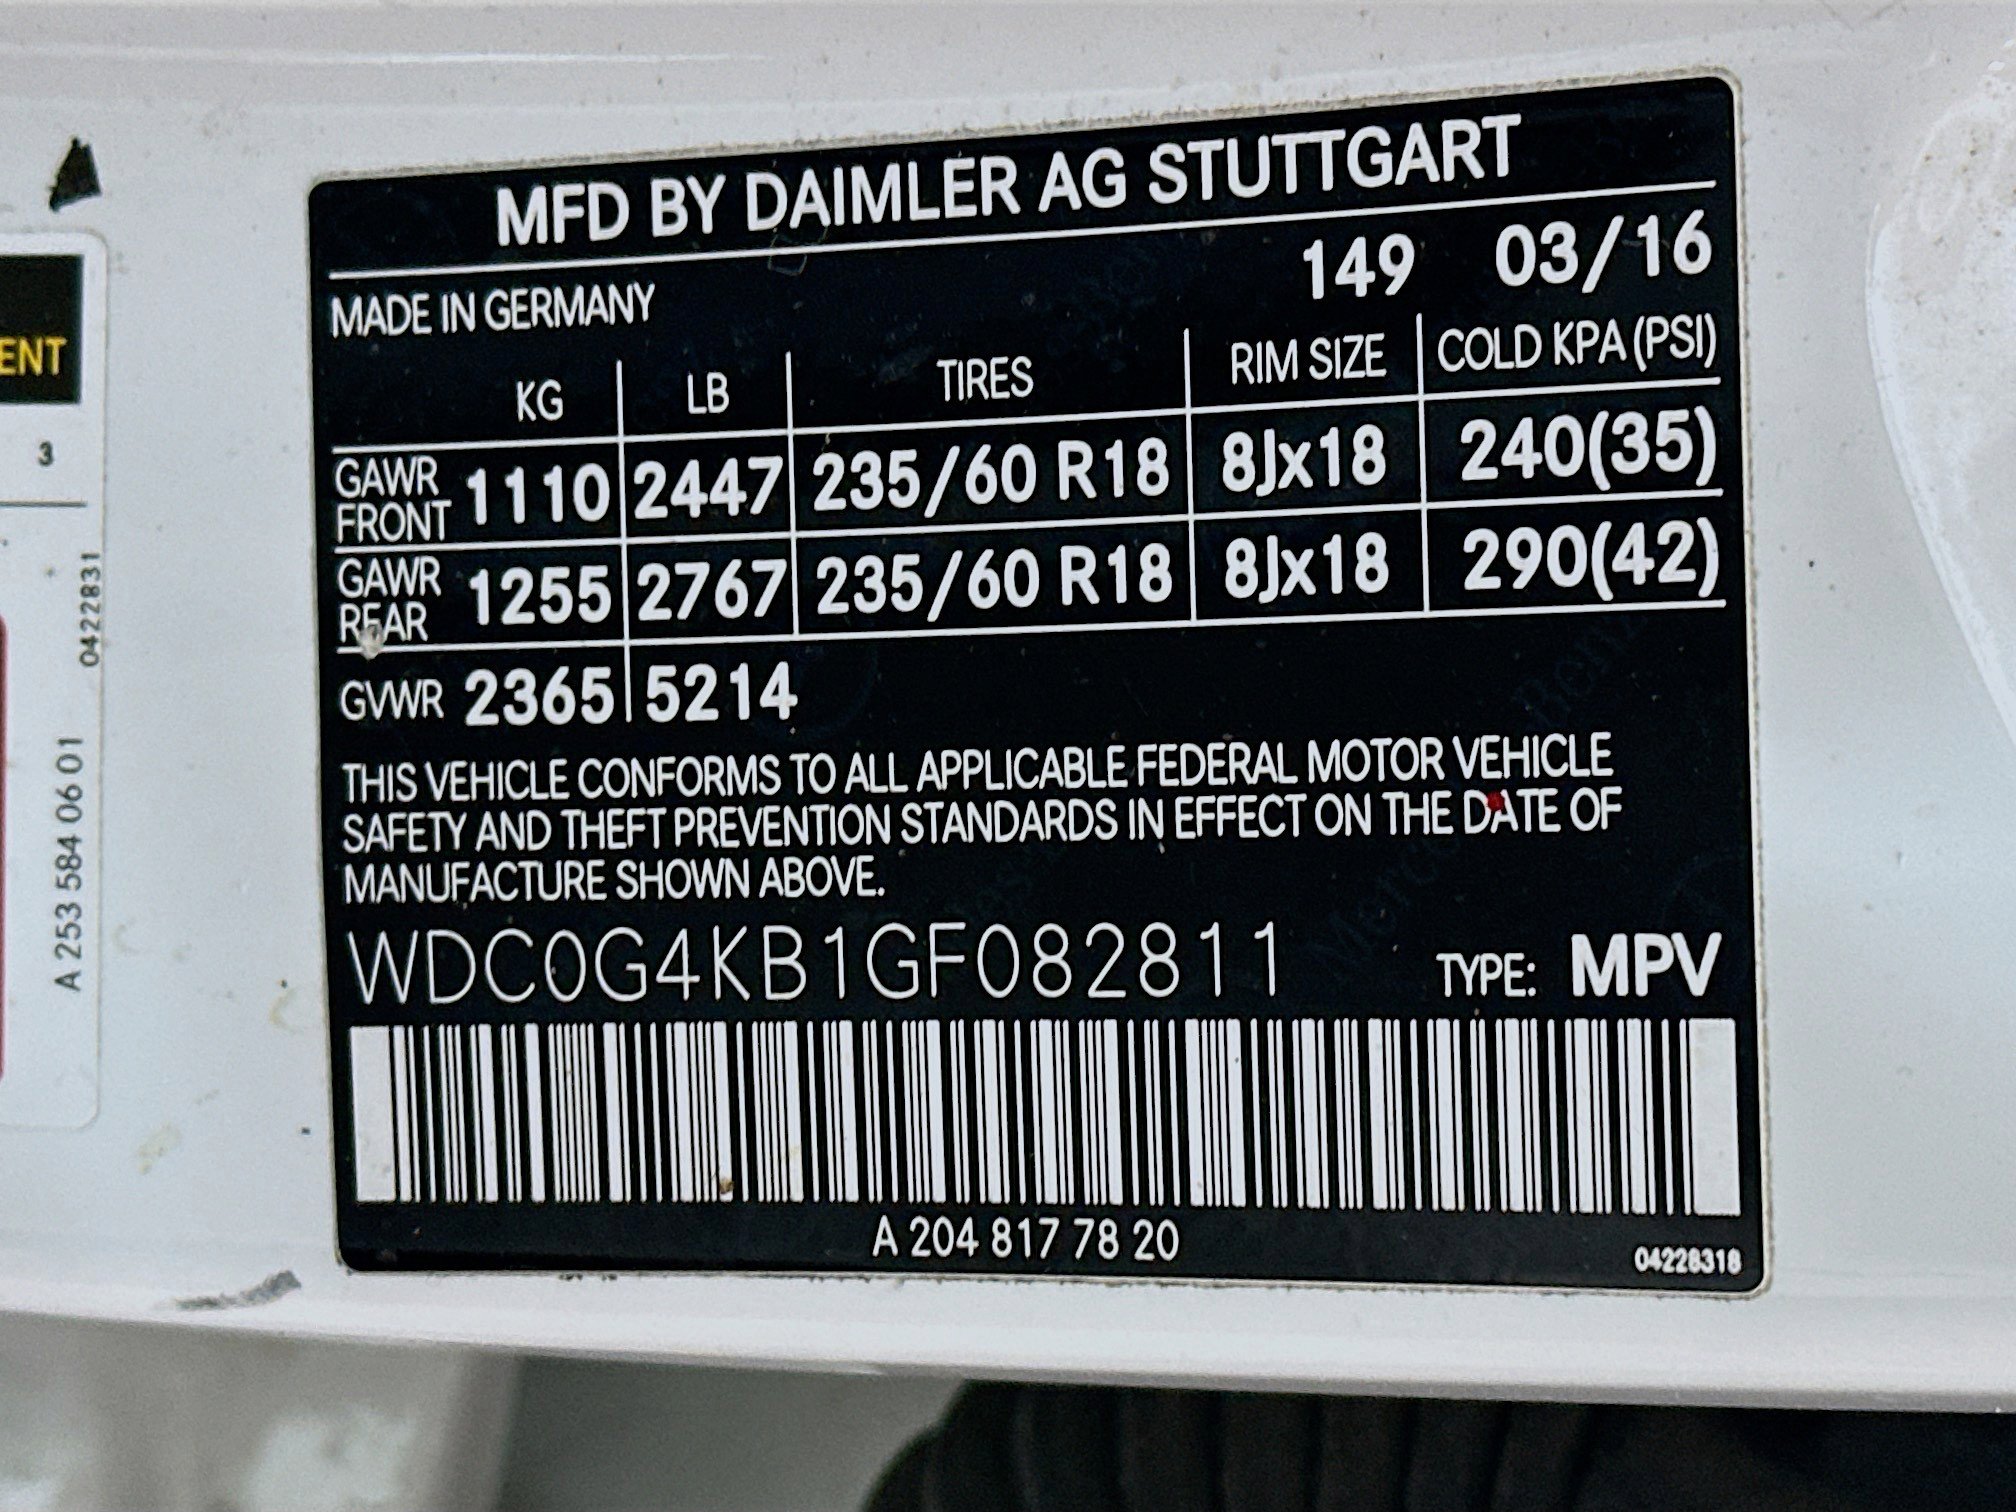 MFD BY DAIMLER AG STUTTGART
MADE IN GERMANY 149 03/16
KG LB TIRES RIM SIZE COLD KPA (PSI)
GAWR FRONT 1110 2447 235/60 R18 8Jx18 240(35)
GAWR REAR 1255 2767 235/60 R18 8Jx18 290(42)
GVWR 2365 5214
THIS VEHICLE CONFORMS TO ALL APPLICABLE FEDERAL MOTOR VEHICLE
SAFETY AND THEFT PREVENTION STANDARDS IN EFFECT ON THE DATE OF
MANUFACTURE SHOWN ABOVE.
WDC0G4KB1GF082811 TYPE: MPV
A 204 817 78 20
04228318
ENT
3
A 253 584 06 01 0422831